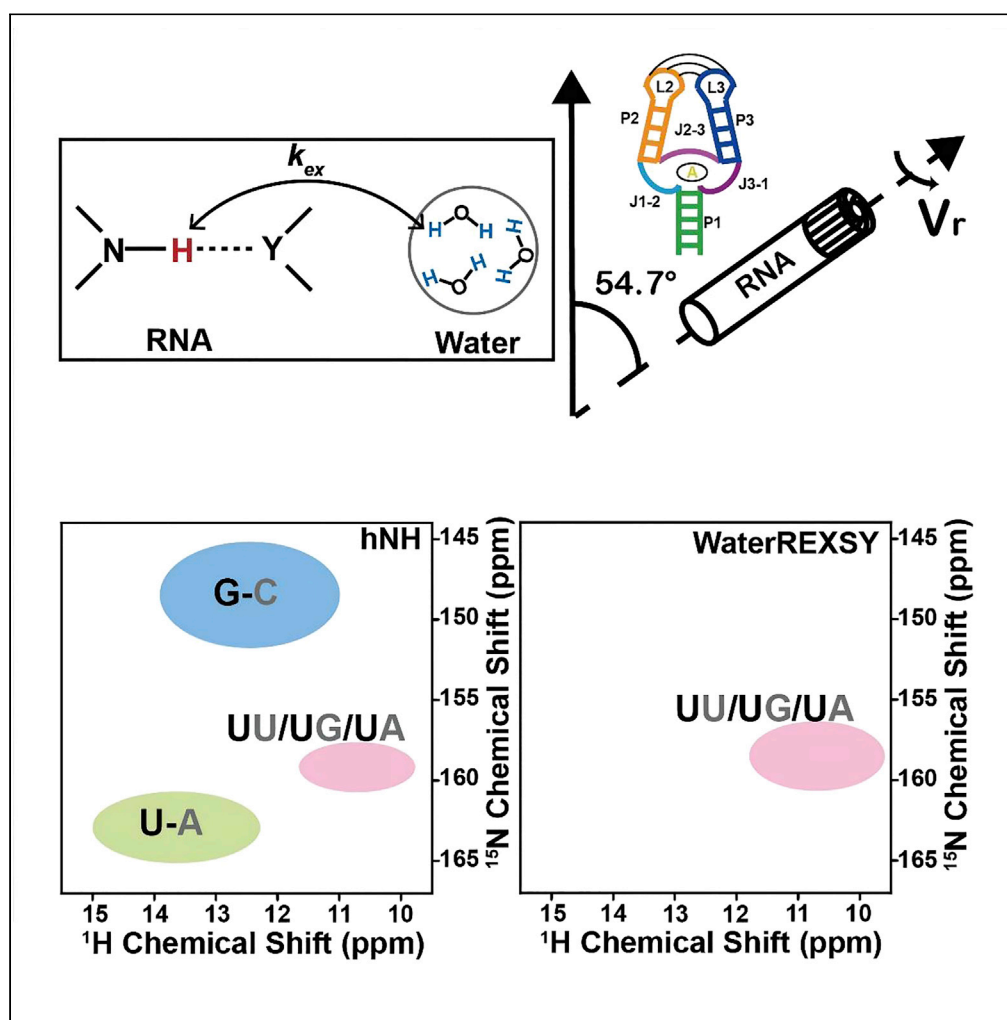 kex
N
H
Y
H
O
H
H
O
H
H
O
H
RNA
Water
L2
L3
P2
P3
J2-3
A
J1-2
J3-1
P1
54.7°
RNA
Vr
hNH
G-C
UU/UG/UA
U-A
145
150
155
160
165
15N Chemical Shift (ppm)
15
14
13
12
11
10
1H Chemical Shift (ppm)
WaterREXSY
UU/UG/UA
145
150
155
160
165
15N Chemical Shift (ppm)
15
14
13
12
11
10
1H Chemical Shift (ppm)